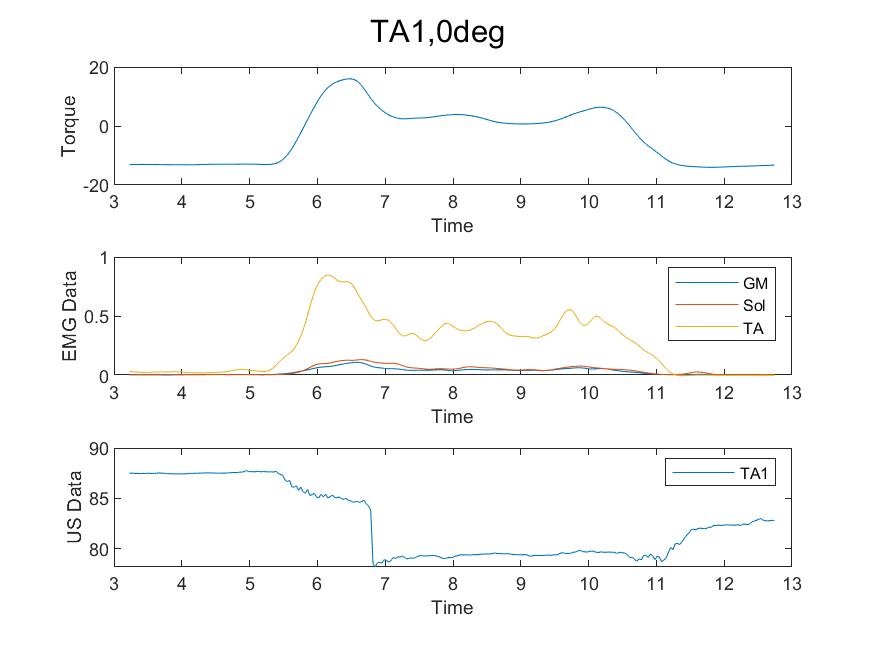 TA1,0deg
20
0
-20
Torque
3 4 5 6 7 8 9 10 11 12 13
Time
1
0.5
0
EMG Data
GM
Sol
TA
3 4 5 6 7 8 9 10 11 12 13
Time
90
85
80
US Data
TA1
3 4 5 6 7 8 9 10 11 12 13
Time